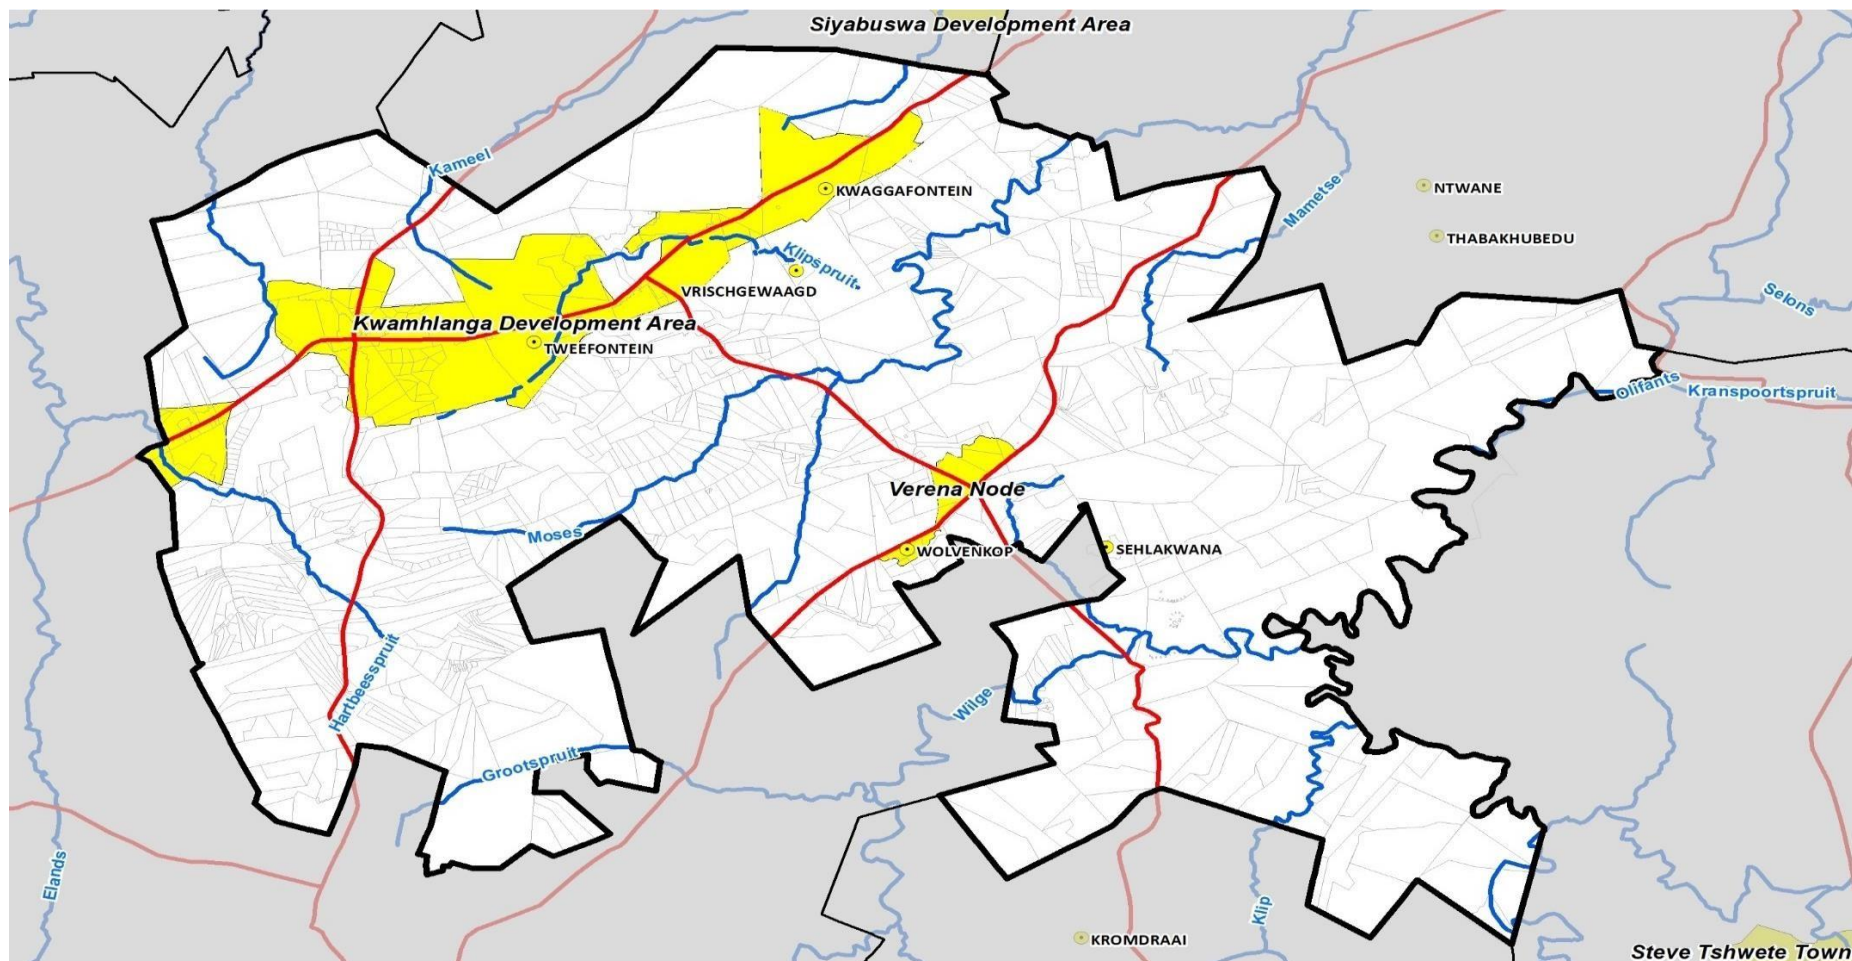 Siyabuswa Development Area
Kameel
Mametse
KWAGGAFONTEIN
NTWANE
THABAKHUBEDU
Klipspruit
VRISCHGEWAAGD
Selons
Kwamhlanga Development Area
TWEEFONTEIN
Olifants
Kranspoortspruit
Verena Node
Moses
WOLVENKOP
SEHLAKWANA
Hartbeesspruit
Wilge
Grootspruit
Elands
Klip
KROMDRAAI
Steve Tshwete Town